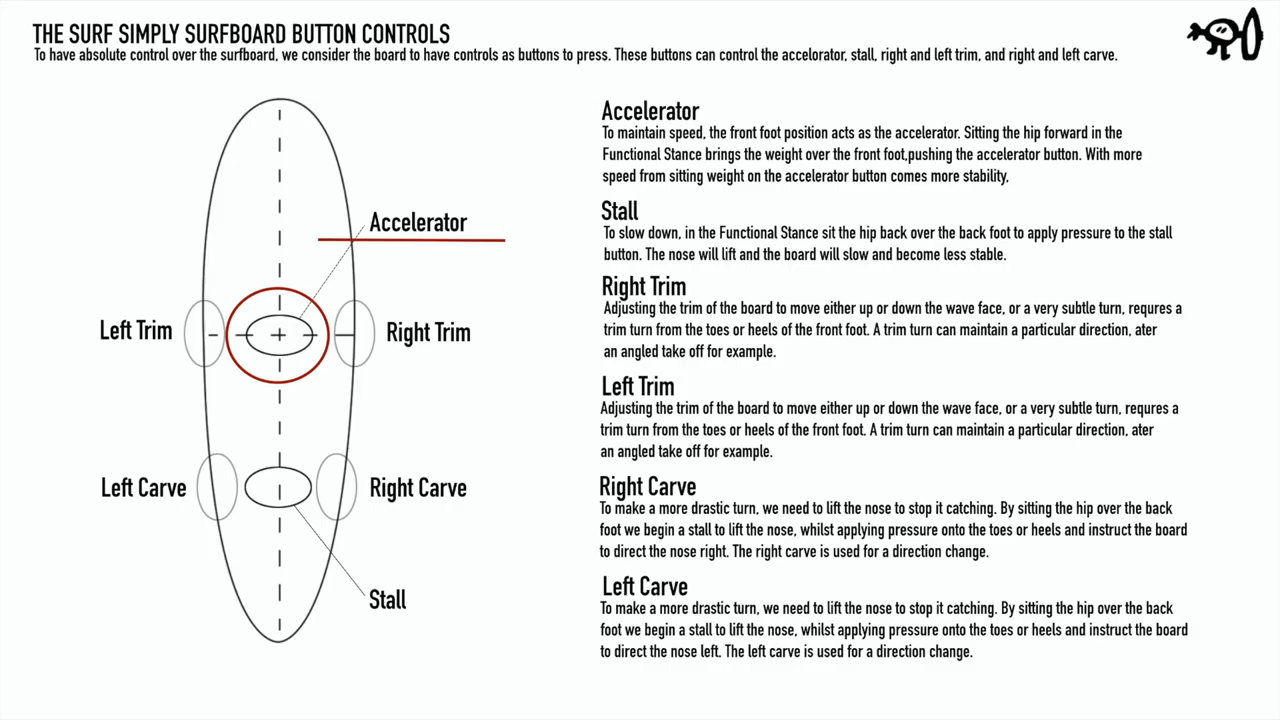 THE SURF SIMPLY SURFBOARD BUTTON CONTROLS
To have absolute control over the surfboard, we consider the board to have controls as buttons to press. These buttons can control the accelerator, stall, right and left trim, and right and left carve.
Accelerator
Left Trim
Right Trim
Left Carve
Right Carve
Stall
Accelerator
To maintain speed, the front foot position acts as the accelerator. Sitting the hip forward in the
Functional Stance brings the weight over the front foot,pushing the accelerator button. With more
speed from sitting weight on the accelerator button comes more stability.
Stall
To slow down, in the Functional Stance sit the hip back over the back foot to apply pressure to the stall
button. The nose will lift and the board will slow and become less stable.
Right Trim
Adjusting the trim of the board to move either up or down the wave face, or a very subtle turn, requres a
trim turn from the toes or heels of the front foot. A trim turn can maintain a particular direction, ater
an angled take off for example.
Left Trim
Adjusting the trim of the board to move either up or down the wave face, or a very subtle turn, requres a
trim turn from the toes or heels of the front foot. A trim turn can maintain a particular direction, ater
an angled take off for example.
Right Carve
To make a more drastic turn, we need to lift the nose to stop it catching. By sitting the hip over the back
foot we begin a stall to lift the nose, whilst applying pressure onto the toes or heels and instruct the board
to direct the nose right. The right carve is used for a direction change.
Left Carve
To make a more drastic turn, we need to lift the nose to stop it catching. By sitting the hip over the back
foot we begin a stall to lift the nose, whilst applying pressure onto the toes or heels and instruct the board
to direct the nose left. The left carve is used for a direction change.